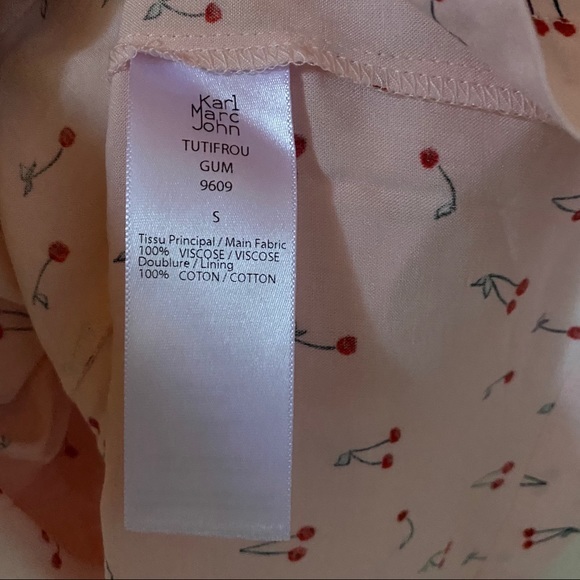 Karl
Marc
John
TUTIFROU
GUM
9609
S
Tissu Principal / Main Fabric
100% VISCOSE / VISCOSE
Doublure / Lining
100% COTON / COTTON